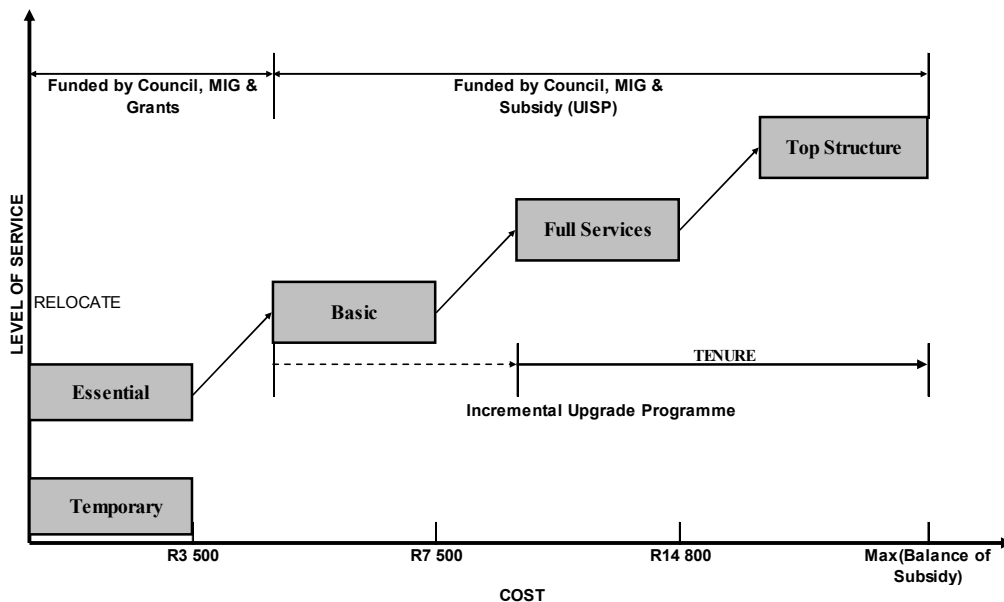 Funded by Council, MIG &
Grants
Funded by Council, MIG &
Subsidy (UISP)
Top Structure
Full Services
LEVEL OF SERVICE
RELOCATE
Basic
TENURE
Essential
Incremental Upgrade Programme
Temporary
R3 500
R7 500
R14 800
Max(Balance of
Subsidy)
COST